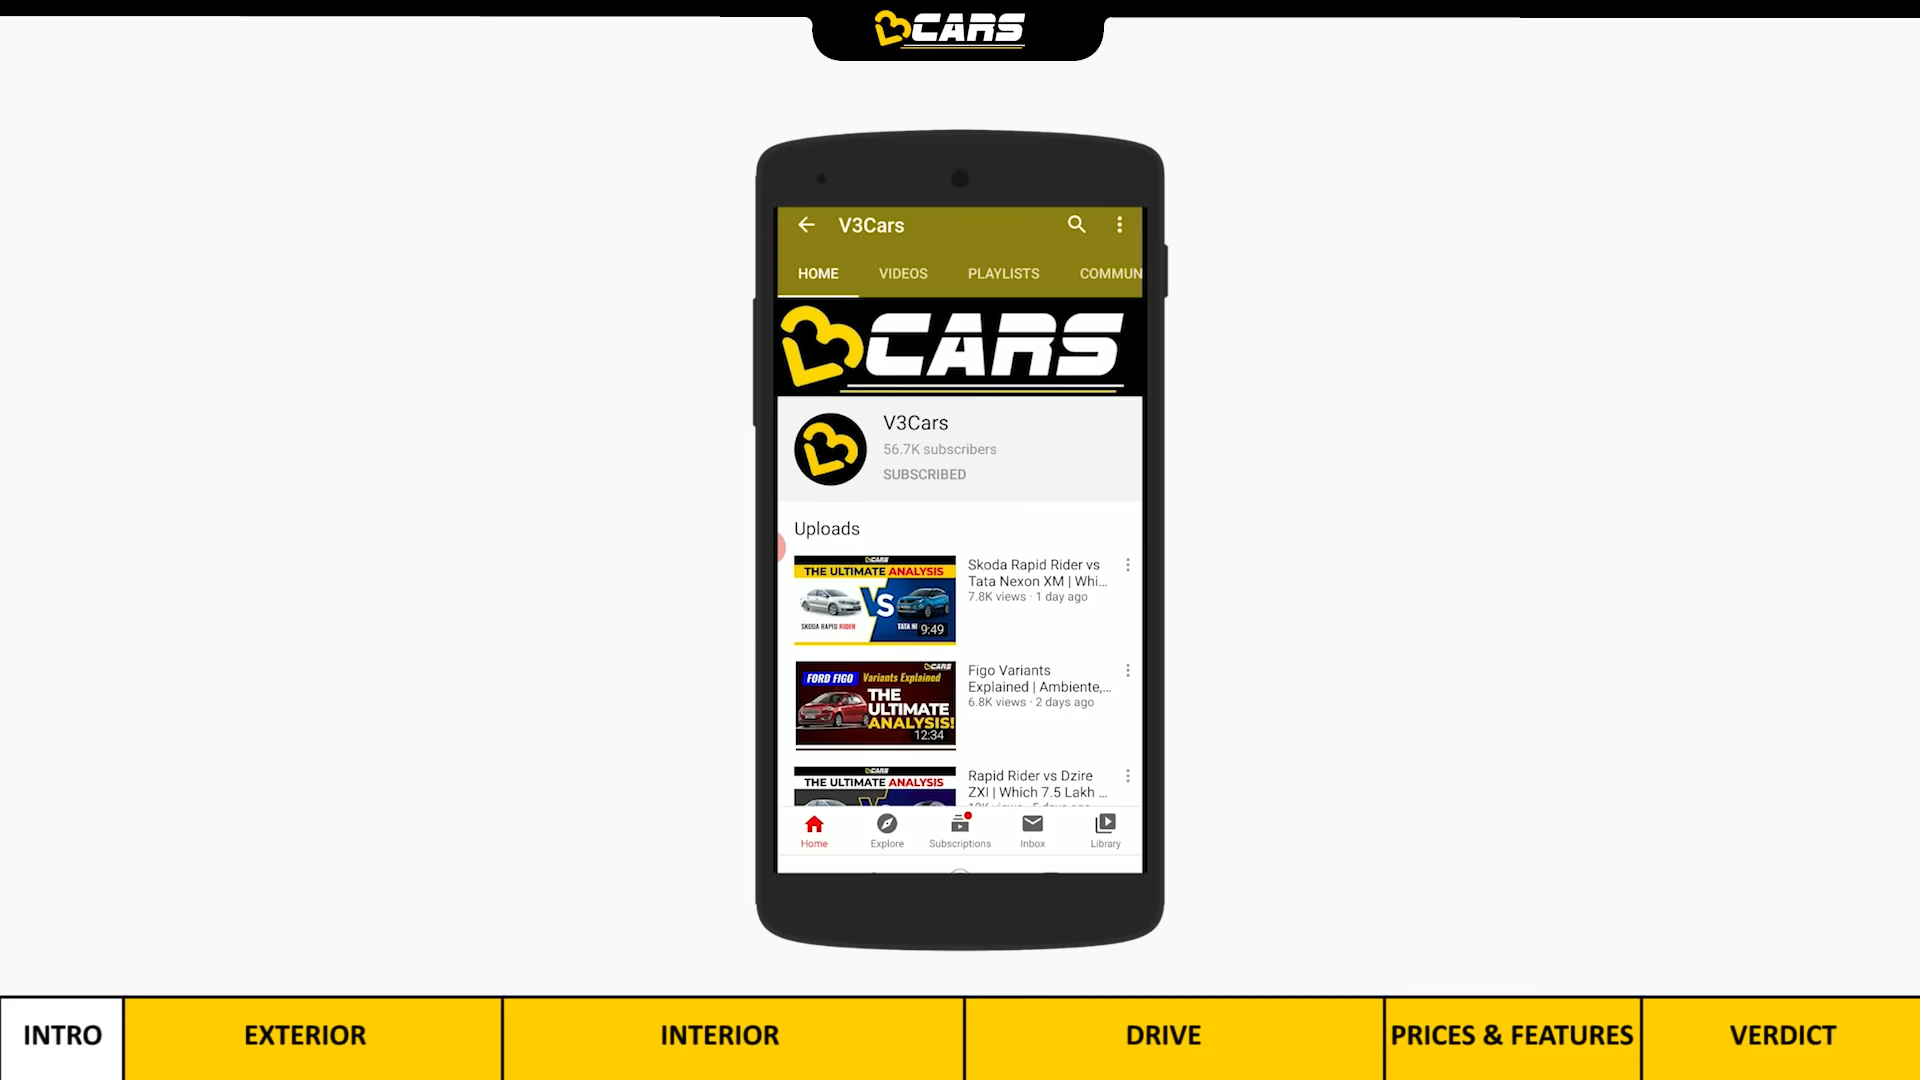 CARS
V3Cars
HOME VIDEOS PLAYLISTS COMMUN
CARS
V3Cars
56.7K subscribers
SUBSCRIBED
Uploads
CARS
THE ULTIMATE ANALYSIS
VS
SKODA RAPID RIDER
TATA
9:49
Skoda Rapid Rider vs
Tata Nexon XM | Whi...
7.8K views · 1 day ago
CARS
FORD FIGO Variants Explained
THE
ULTIMATE
ANALYSIS!
12:34
Figo Variants
Explained | Ambiente,...
6.8K views · 2 days ago
CARS
THE ULTIMATE ANALYSIS
Rapid Rider vs Dzire
ZXI | Which 7.5 Lakh ...
Home Explore Subscriptions Inbox Library
INTRO EXTERIOR INTERIOR DRIVE PRICES & FEATURES VERDICT